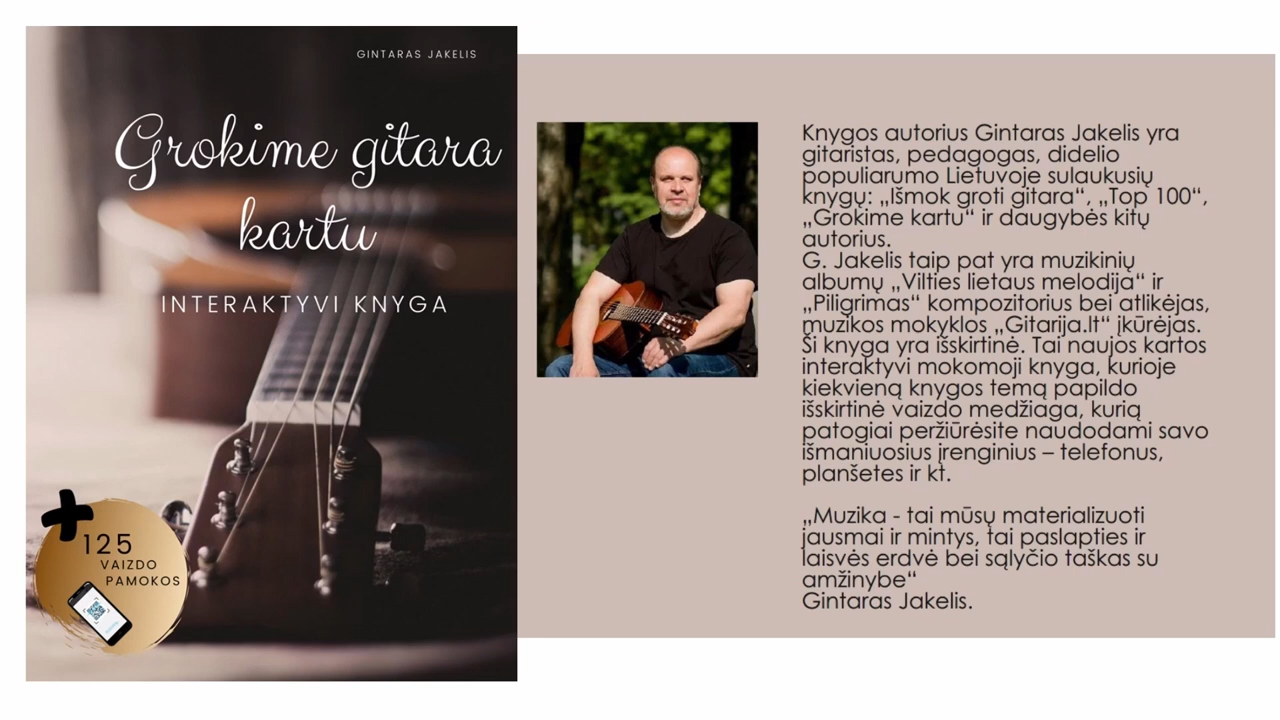 GINTARAS JAKELIS
Grokime gitara
kartu
INTERAKTYVI KNYGA
125
VAIZDO
PAMOKOS
Knygos autorius Gintaras Jakelis yra
gitaristas, pedagogas, didelio
populiarumo Lietuvoje sulaukusių
knygų: „Išmok groti gitara“, „Top 100“,
„Grokime kartu“ ir daugybės kitų
autorius.
G. Jakelis taip pat yra muzikinių
albumų „Vilties lietaus melodija“ ir
„Piligrimas“ kompozitorius bei atlikėjas,
muzikos mokyklos „Gitarija.lt“ įkūrėjas.
Ši knyga yra išskirtinė. Tai naujos kartos
interaktyvi mokomoji knyga, kurioje
kiekvieną knygos temą papildo
išskirtinė vaizdo medžiaga, kurią
patogiai peržiūrėsite naudodami savo
išmaniuosius įrenginius – telefonus,
planšetes ir kt.
„Muzika - tai mūsų materializuoti
jausmai ir mintys, tai paslapties ir
laisvės erdvė bei sąlyčio taškas su
amžinybe“
Gintaras Jakelis.